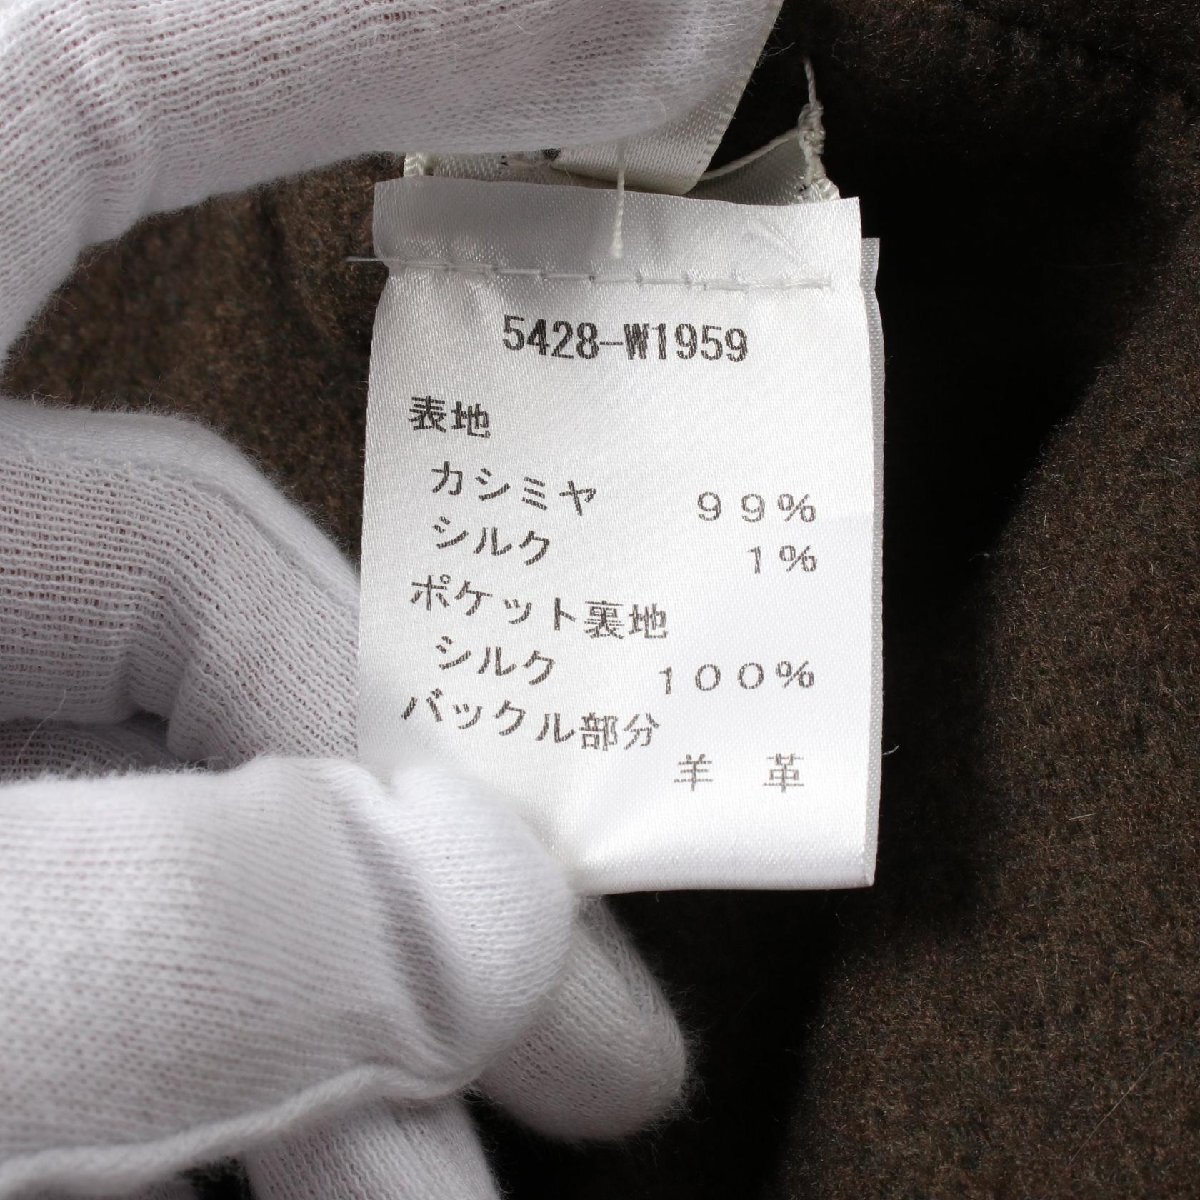 5428-W1959
表地
カシミヤ ９９％
シルク １％
ポケット裏地
シルク １００％
バックル部分
羊 革